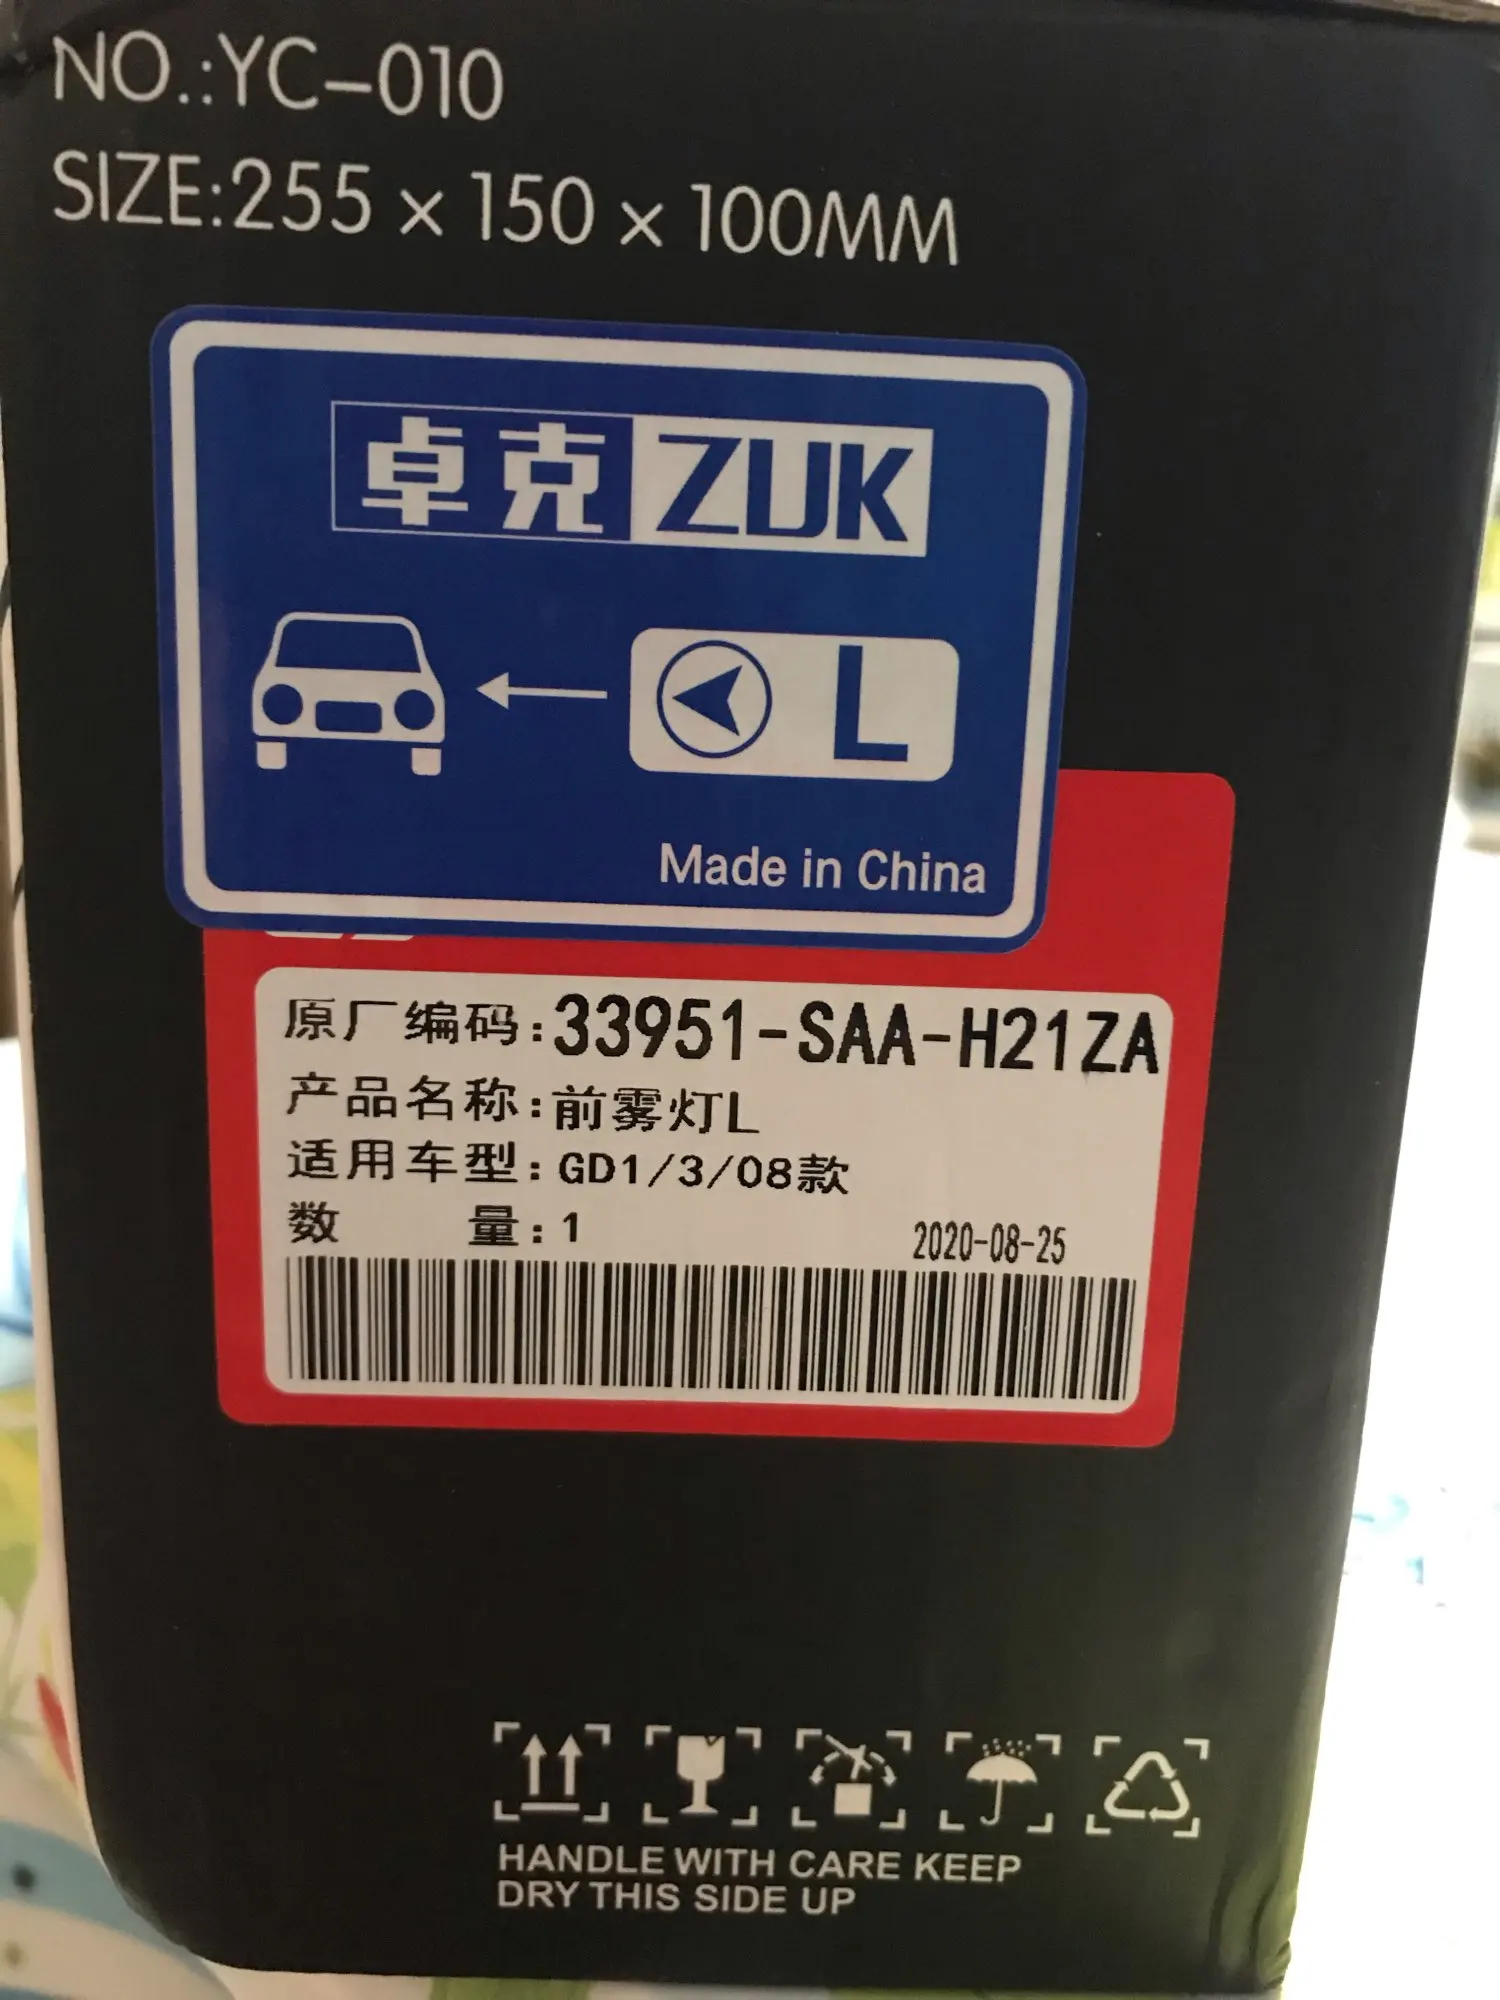 NO.:YC-010
SIZE:255 × 150 × 100MM
卓克 ZUK
L
Made in China
原厂编码:33951-SAA-H21ZA
产品名称:前雾灯L
适用车型:GD1/3/08款
数 量:1
2020-08-25
HANDLE WITH CARE KEEP
DRY THIS SIDE UP